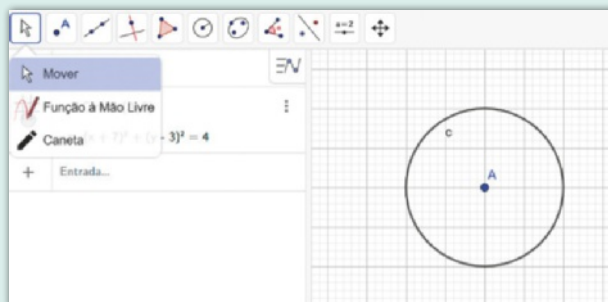 a=2
Mover
Função à Mão Livre
Caneta (x + 7)² + (y - 3)² = 4
+ Entrada...
c
A
A